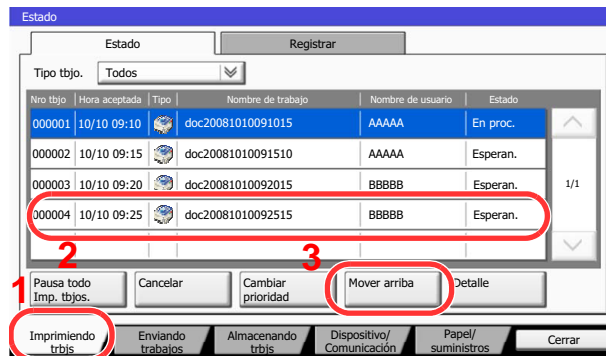 Estado
Estado Registrar
Tipo tbjo. Todos
Nro tbjo Hora aceptada Tipo Nombre de trabajo Nombre de usuario Estado
000001 10/10 09:10 doc20081010091015 AAAAA En proc.
000002 10/10 09:15 doc20081010091510 AAAAA Esperan.
000003 10/10 09:20 doc20081010092015 BBBBB Esperan.
1/1
000004 10/10 09:25 doc20081010092515 BBBBB Esperan.
2 3
1
Pausa todo
Imp. tbjos.
Cancelar
Cambiar
prioridad
Mover arriba
Detalle
Imprimiendo
trbjs
Enviando
trabajos
Almacenando
trbjs
Dispositivo/
Comunicación
Papel/
suministros
Cerrar